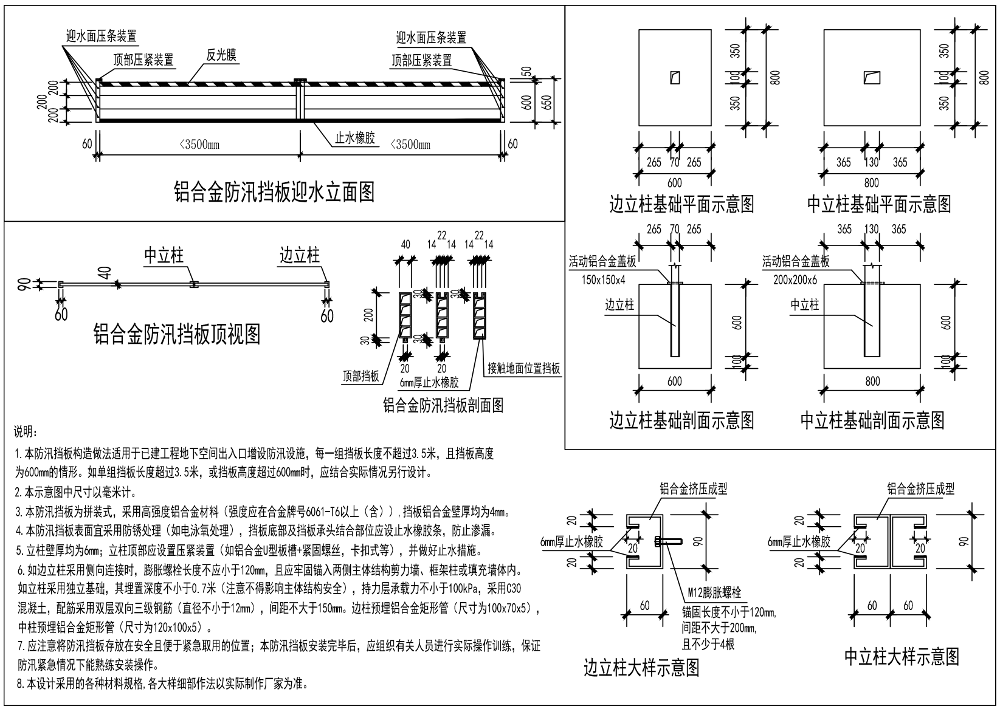 迎水面压条装置
顶部压紧装置
反光膜
迎水面压条装置
顶部压紧装置
200
200
200
50
600
650
止水橡胶
60
<3500mm
<3500mm
60
铝合金防汛挡板迎水立面图
350
100
350
800
265
70
265
600
边立柱基础平面示意图
350
100
350
800
365
130
365
800
中立柱基础平面示意图
中立柱
边立柱
90
40
60
60
铝合金防汛挡板顶视图
40
22
14
14
22
14
14
200
30
30
30
30
20
20
顶部挡板
6mm厚止水橡胶
接触地面位置挡板
铝合金防汛挡板剖面图
265
70
265
活动铝合金盖板
150x150x4
边立柱
600
100
600
边立柱基础剖面示意图
365
130
365
活动铝合金盖板
200x200x6
中立柱
600
100
800
中立柱基础剖面示意图
说明:
1.本防汛挡板构造做法适用于已建工程地下空间出入口增设防汛设施，每一组挡板长度不超过3.5米，且挡板高度
为600mm的情形。如单组挡板长度超过3.5米，或挡板高度超过600mm时，应结合实际情况另行设计。
2.本示意图中尺寸以毫米计。
3.本防汛挡板为拼装式，采用高强度铝合金材料（强度应在合金牌号6061-T6以上（含））,挡板铝合金壁厚均为4mm。
4.本防汛挡板表面宜采用防锈处理（如电泳氧处理），挡板底部及挡板承头结合部位应设止水橡胶条，防止渗漏。
5.立柱壁厚均为6mm；立柱顶部应设置压紧装置（如铝合金U型板槽+紧固螺丝，卡扣式等），并做好止水措施。
6.如边立柱采用侧向连接时，膨胀螺栓长度不应小于120mm，且应牢固锚入两侧主体结构剪力墙、框架柱或填充墙体内。
如立柱采用独立基础，其埋置深度不小于0.7米（注意不得影响主体结构安全），持力层承载力不小于100kPa，采用C30
混凝土，配筋采用双层双向三级钢筋（直径不小于12mm），间距不大于150mm。边柱预埋铝合金矩形管（尺寸为100x70x5），
中柱预埋铝合金矩形管（尺寸为120x100x5）。
7.应注意将防汛挡板存放在安全且便于紧急取用的位置；本防汛挡板安装完毕后，应组织有关人员进行实际操作训练，保证
防汛紧急情况下能熟练安装操作。
8.本设计采用的各种材料规格,各大样细部作法以实际制作厂家为准。
铝合金挤压成型
20
6mm厚止水橡胶
20
20
90
60
M12膨胀螺栓
锚固长度不小于120mm,
间距不大于200mm,
且不少于4根
边立柱大样示意图
铝合金挤压成型
20
6mm厚止水橡胶
20
20
20
90
60
60
中立柱大样示意图